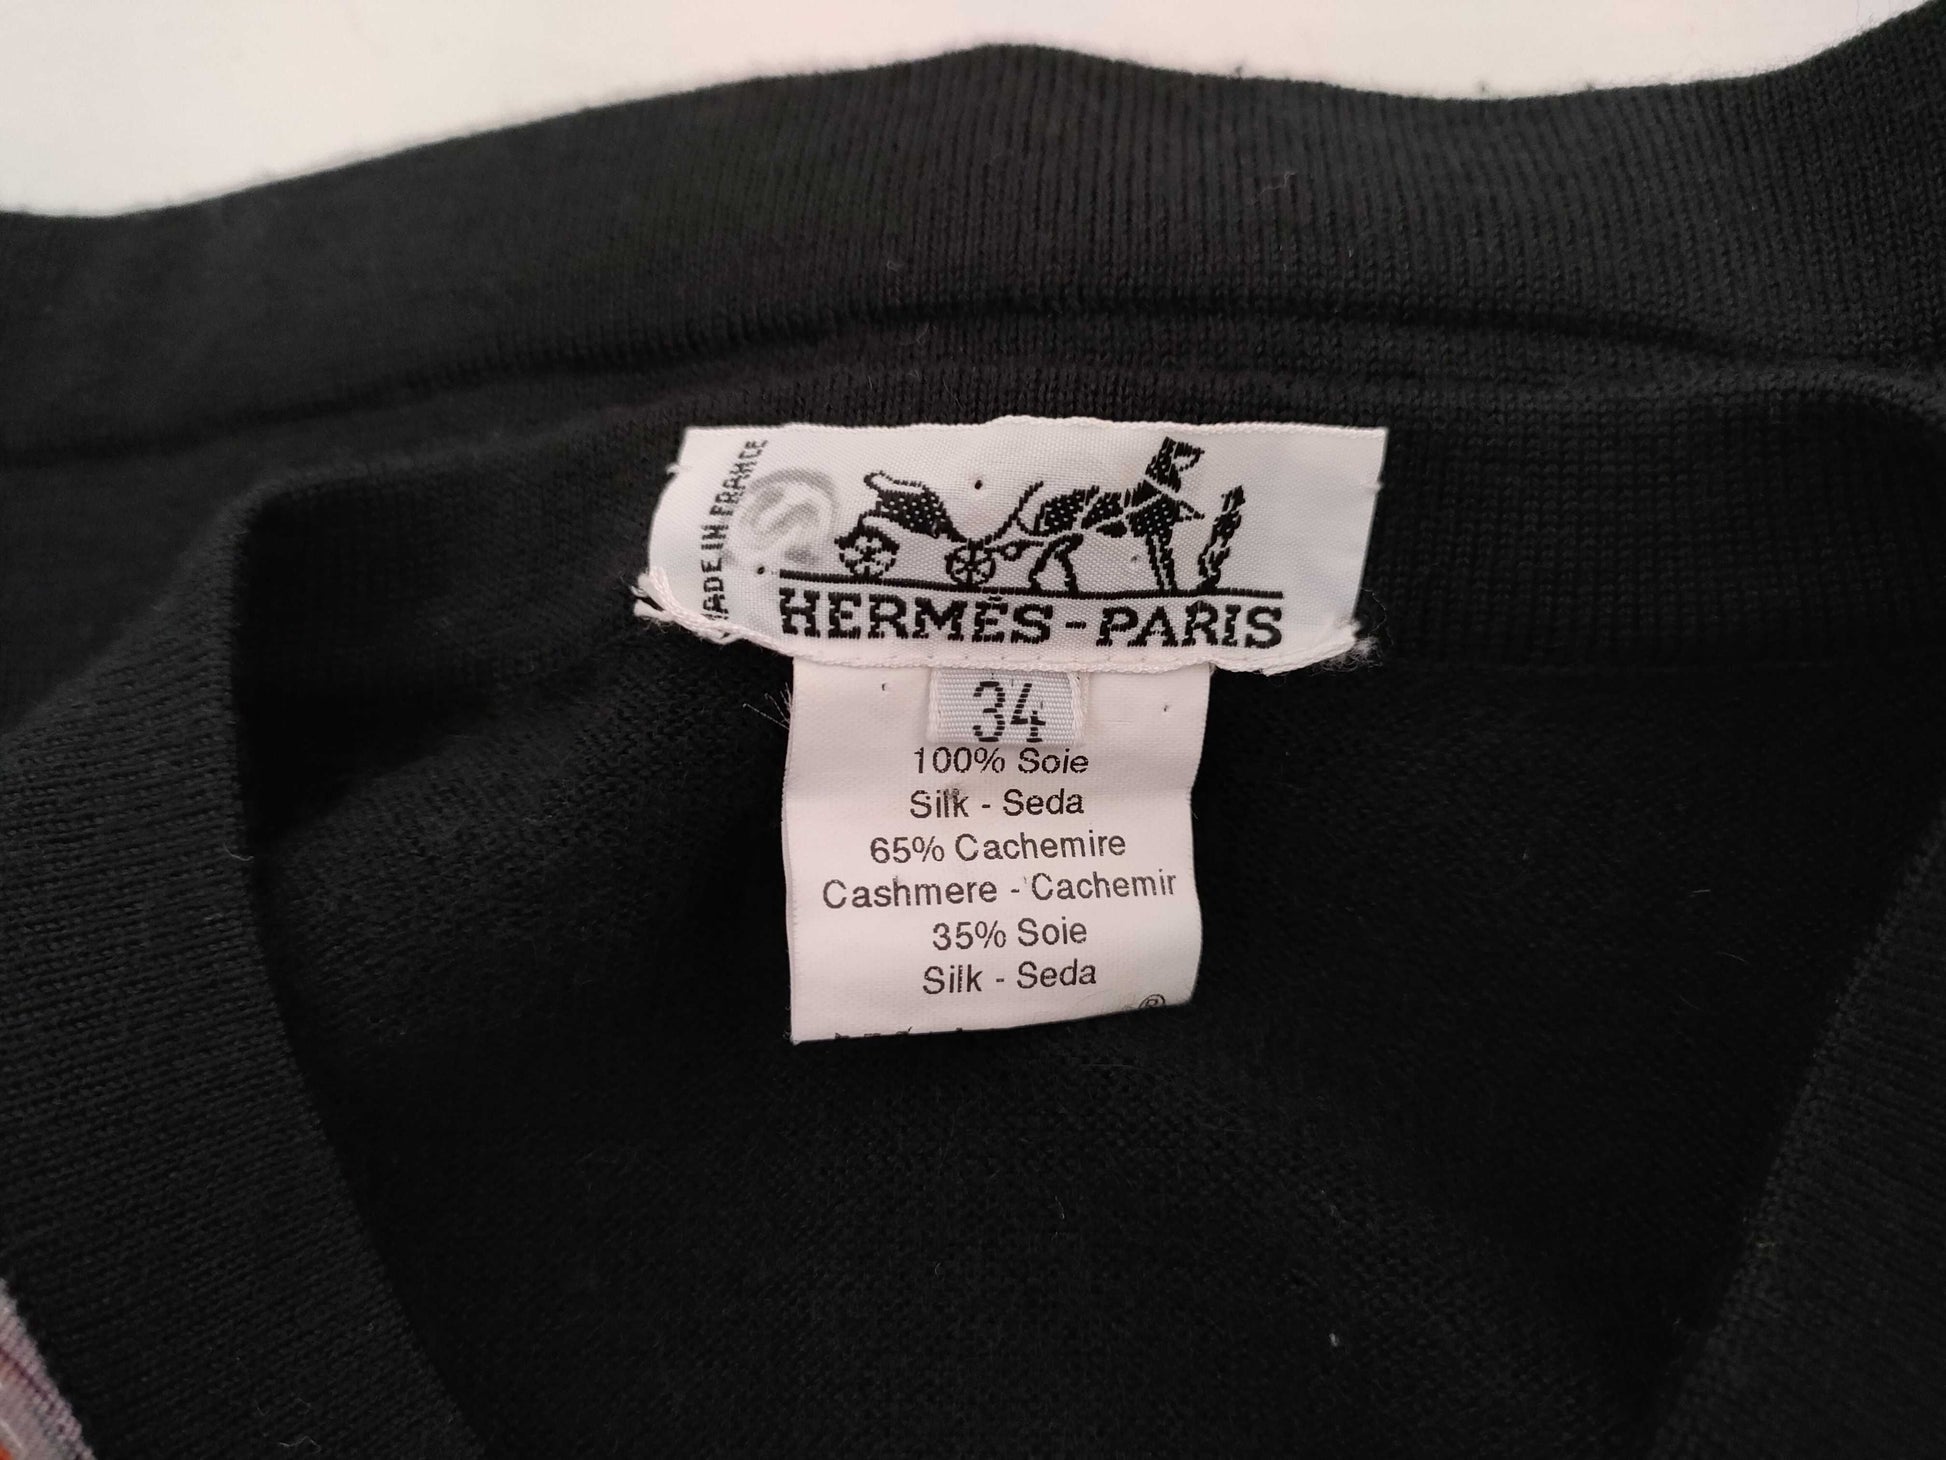 MADE IN FRANCE
HERMÈS-PARIS
34
100% Soie
Silk - Seda
65% Cachemire
Cashmere - Cachemir
35% Soie
Silk - Seda
®